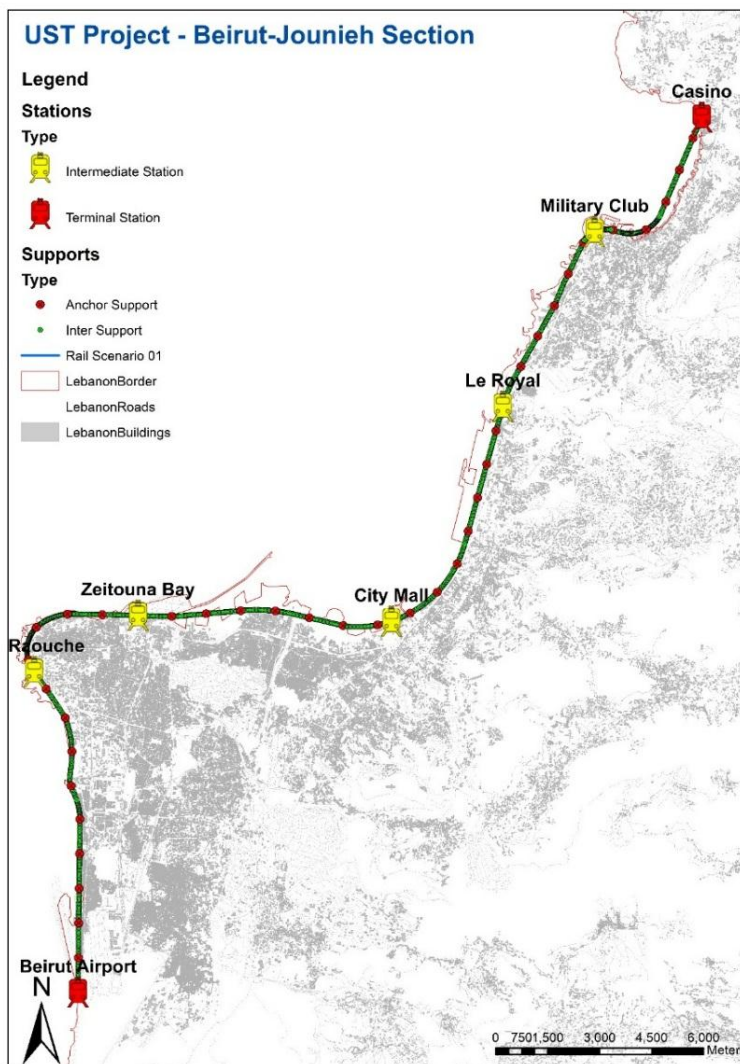 UST Project - Beirut-Jounieh Section
Legend
Stations
Type
Intermediate Station
Terminal Station
Supports
Type
Anchor Support
Inter Support
Rail Scenario 01
LebanonBorder
LebanonRoads
LebanonBuildings
Casino
Military Club
Le Royal
Zeitouna Bay
City Mall
Raouche
Beirut Airport
N
0 7501,500 3,000 4,500 6,000
Meter